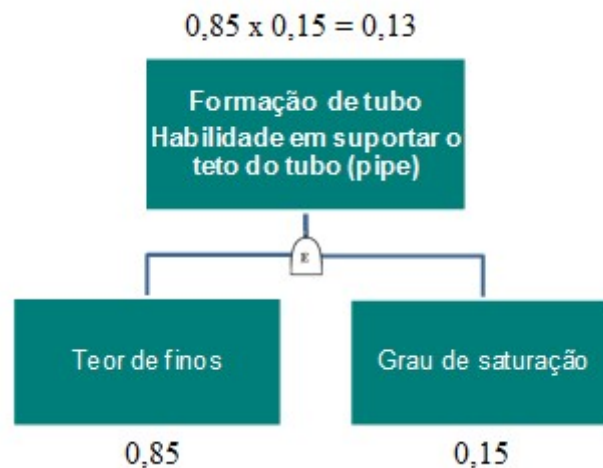 0,85 x 0,15 = 0,13
Formação de tubo
Habilidade em suportar o
teto do tubo (pipe)
E
Teor de finos
Grau de saturação
0,85
0,15